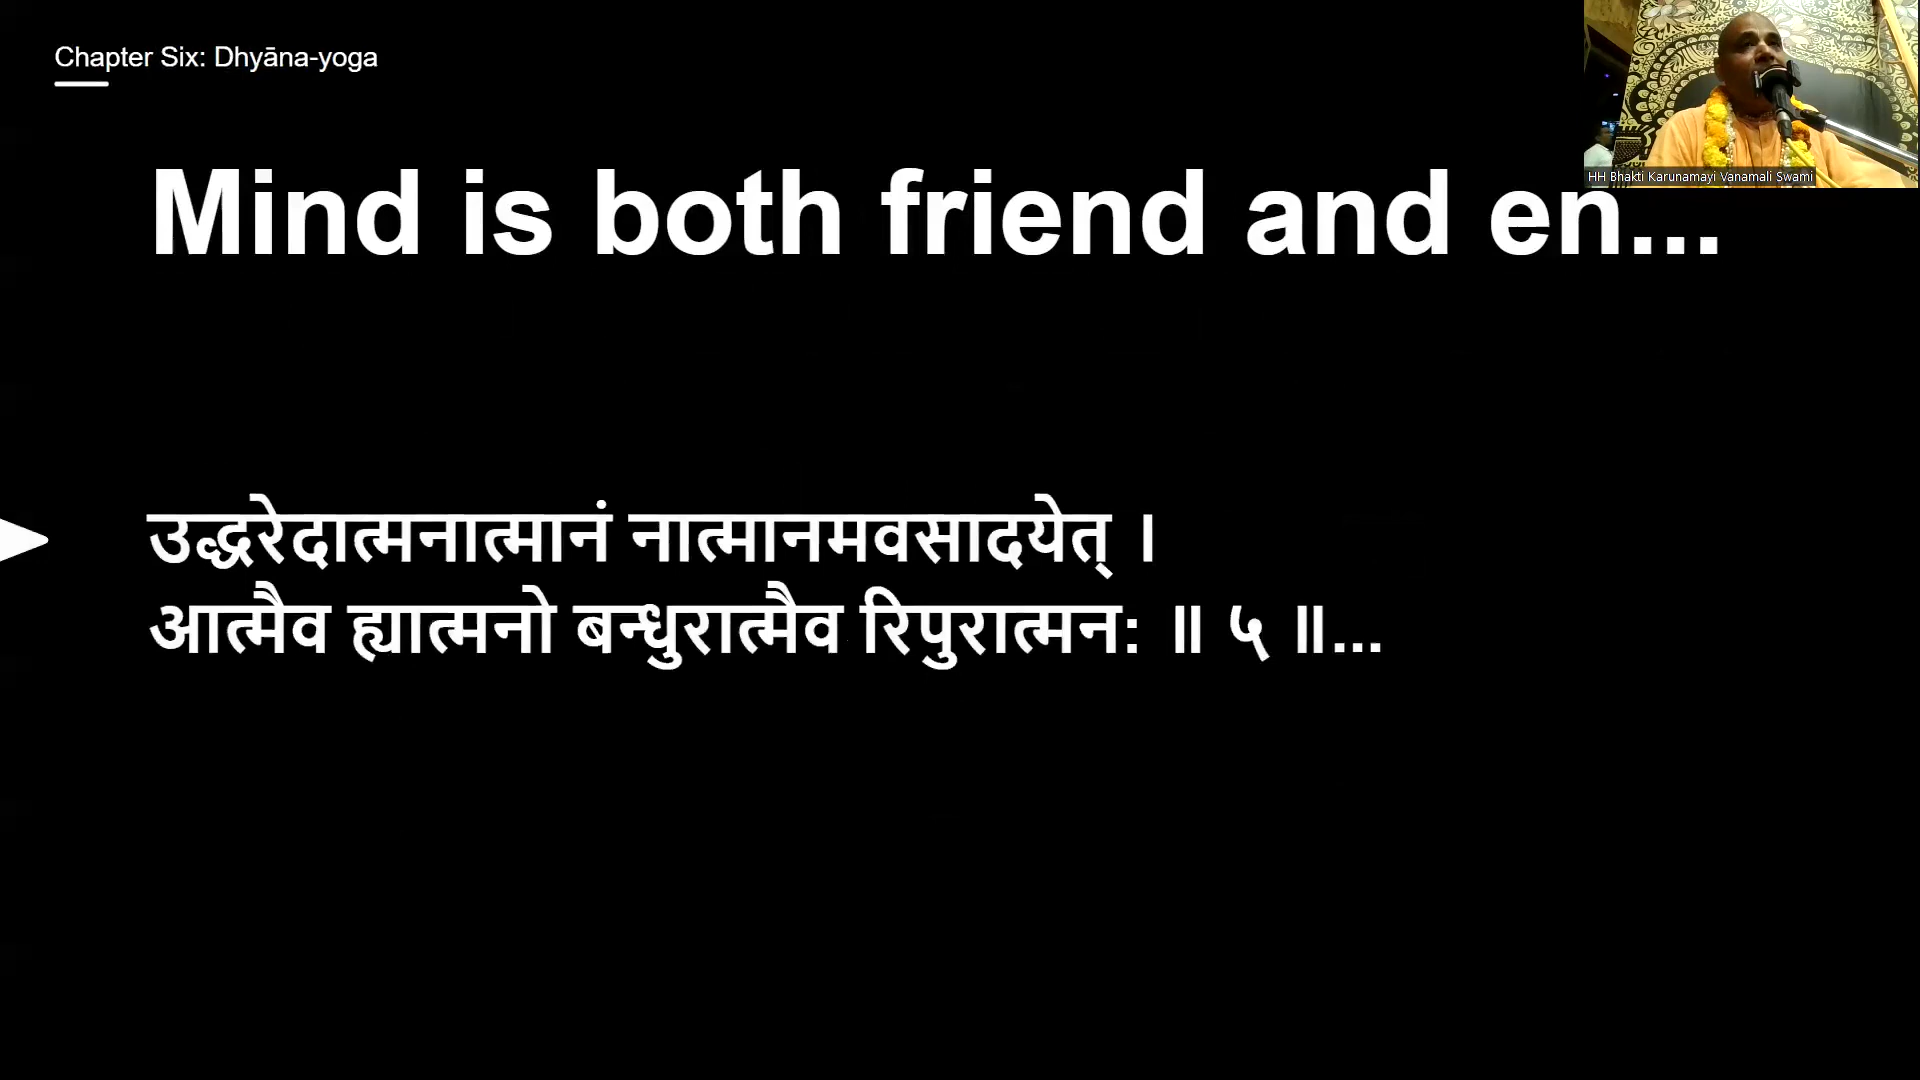 Chapter Six: Dhyāna-yoga
HH Bhakti Karunamayi Vanamali Swami
Mind is both friend and en...
उद्धरेदात्मनात्मानं नात्मानमवसादयेत् ।
आत्मैव ह्यात्मनो बन्धुरात्मैव रिपुरात्मन: ॥ ५ ॥...